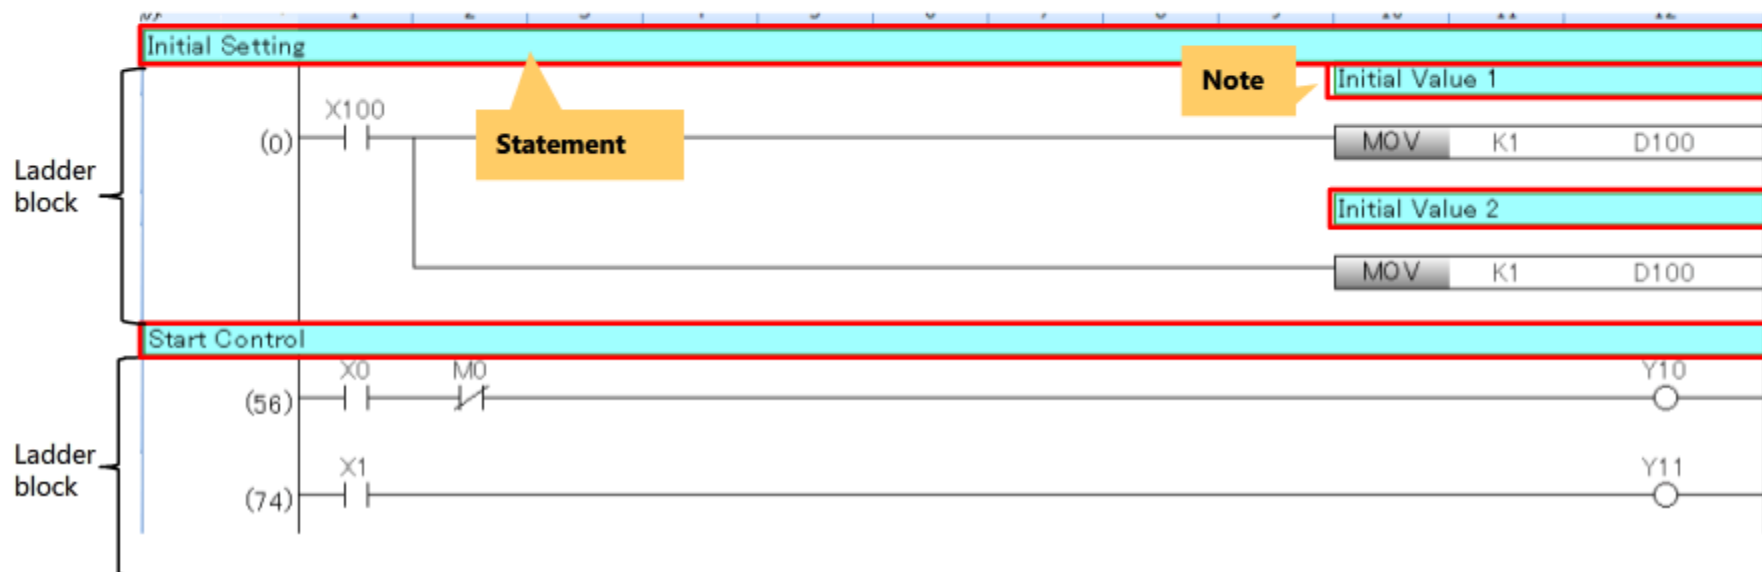 Initial Setting
Note
Initial Value 1
X100
(0)
Statement
MOV K1 D100
Ladder
block
Initial Value 2
MOV K1 D100
Start Control
X0 M0 Y10
(56)
Ladder
block
X1 Y11
(74)